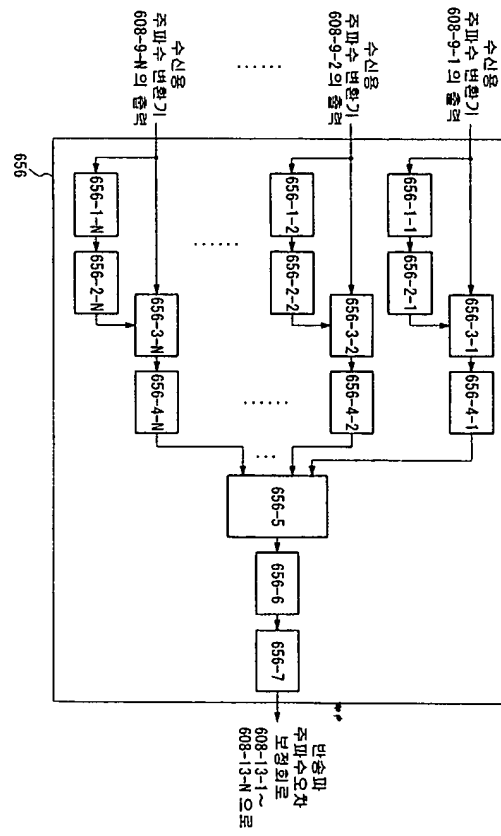 수신용
주파수 변환기
608-9-1의 출력
수신용
주파수 변환기
608-9-2의 출력
......
수신용
주파수 변환기
608-9-N의 출력
656
656-1-1
656-2-1
656-3-1
656-4-1
656-1-2
656-2-2
656-3-2
656-4-2
......
......
656-1-N
656-2-N
656-3-N
656-4-N
...
656-5
656-6
656-7
반송파
주파수오차
보정회로
608-13-1~
608-13-N으로